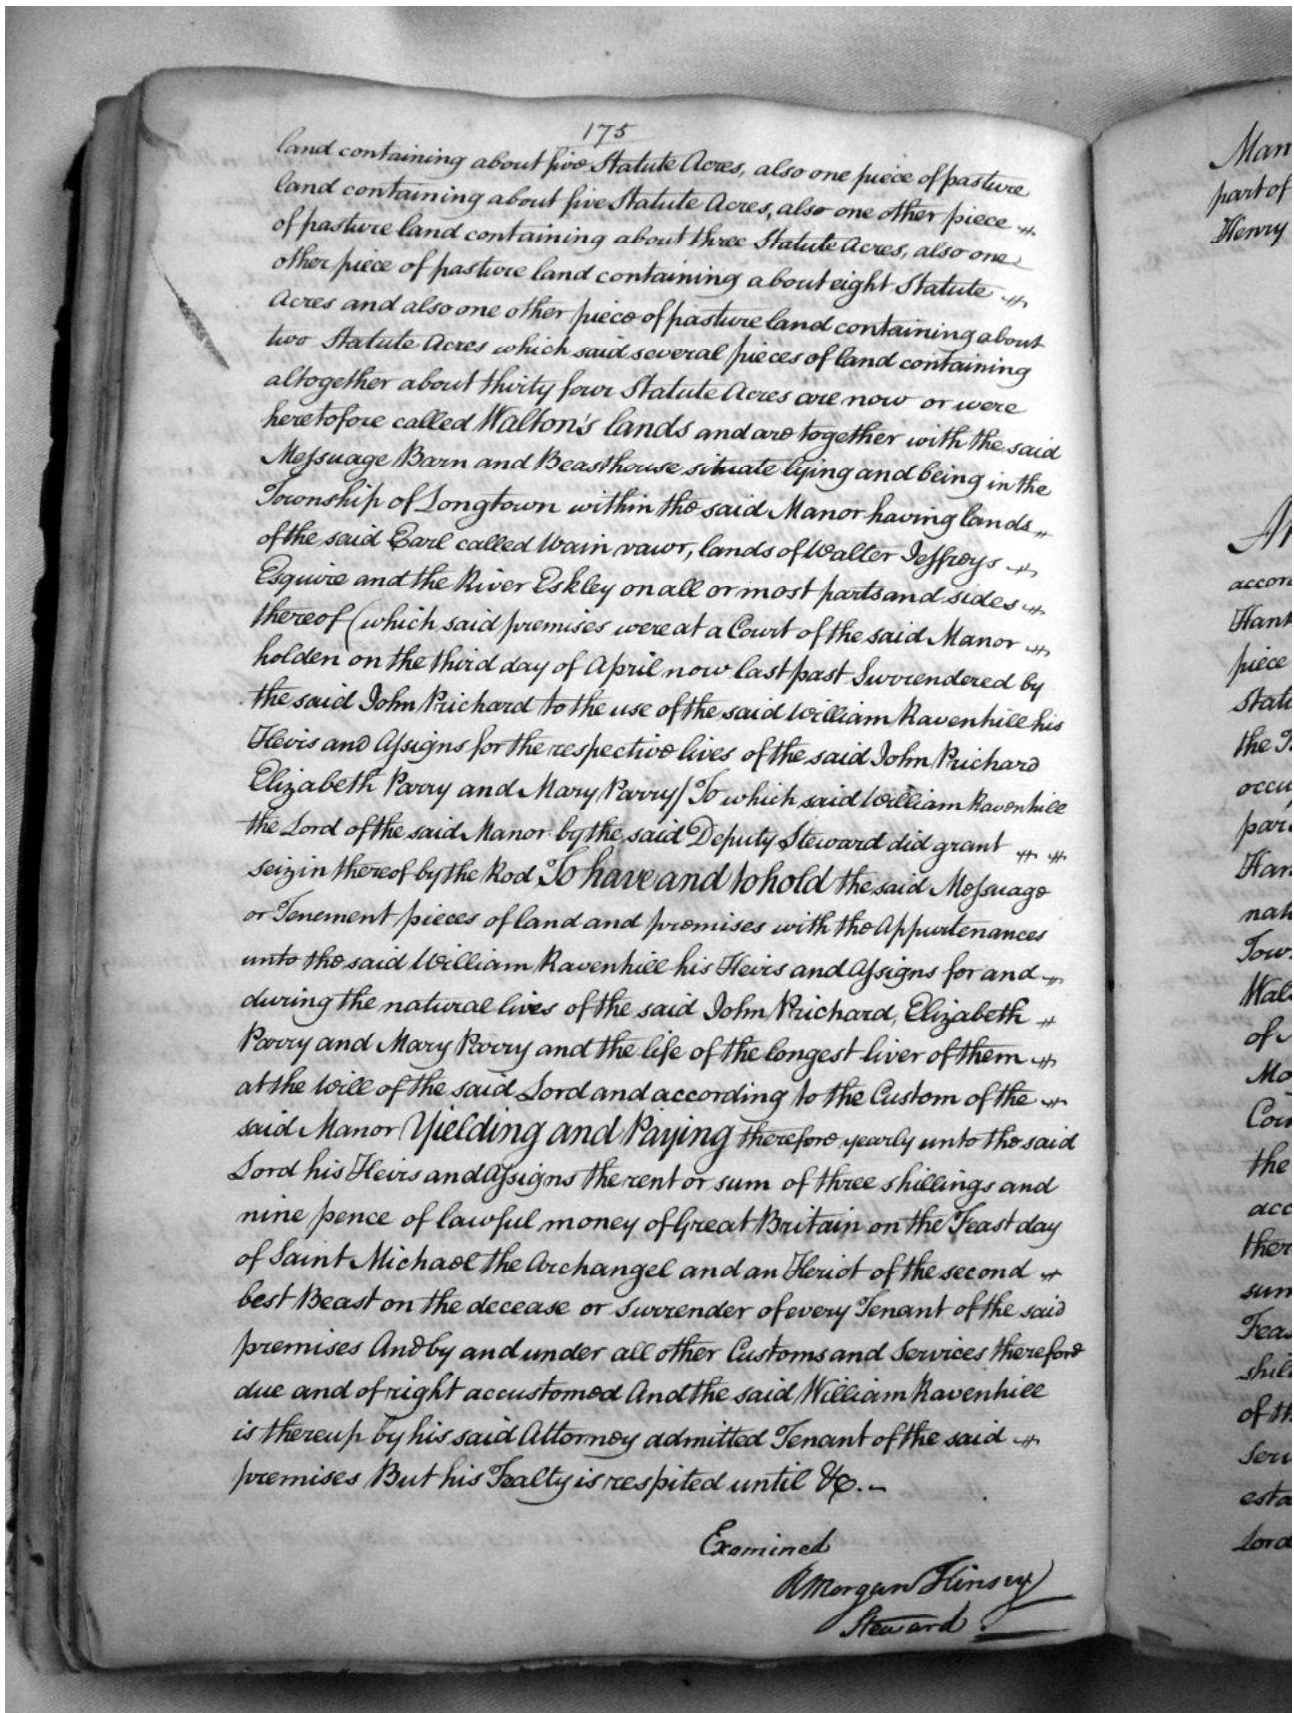 175
land containing about five Statute Acres, also one piece of pasture
land containing about five Statute Acres, also one other piece
of pasture land containing about three Statute Acres, also one
other piece of pasture land containing about eight Statute
Acres and also one other piece of pasture land containing about
two Statute Acres which said several pieces of land containing
altogether about thirty four Statute Acres are now or were
heretofore called Walton's lands and are together with the said
Messuage Barn and Beasthouse situate lying and being in the
Township of Longtown within the said Manor having lands
of the said Earl called Wain vawr, lands of Walter Jeffreys
Esquire and the River Eskley on all or most parts and sides
thereof (which said premises were at a Court of the said Manor
holden on the third day of April now last past Surrendered by
the said John Prichard to the use of the said William Ravenhill his
Heirs and Assigns for the respective lives of the said John Prichard
Elizabeth Parry and Mary Parry) To which said William Ravenhill
the Lord of the said Manor by the said Deputy Steward did grant
seizin thereof by the Rod To have and to hold the said Messuage
or Tenement pieces of land and premises with the Appurtenances
unto the said William Ravenhill his Heirs and Assigns for and
during the natural lives of the said John Prichard, Elizabeth
Parry and Mary Parry and the life of the longest liver of them
at the Will of the said Lord and according to the Custom of the
said Manor Yielding and Paying therefore yearly unto the said
Lord his Heirs and Assigns the rent or sum of three shillings and
nine pence of lawful money of Great Britain on the Feast day
of Saint Michael the Archangel and an Heriot of the second
best Beast on the decease or Surrender of every Tenant of the said
premises And by and under all other Customs and Services therefore
due and of right accustomed And the said William Ravenhill
is thereup by his said Attorney admitted Tenant of the said
premises But his Fealty is respited until &c.
Examined
R Morgan Kinsey
Steward
Man
part of
Henry
accor
Hant
piece
Statu
the T
occu
par
Han
nat
Tow
Wal
of
Mo
Cou
the
acc
ther
sum
Feas
shil
of th
Serv
esta
Lord